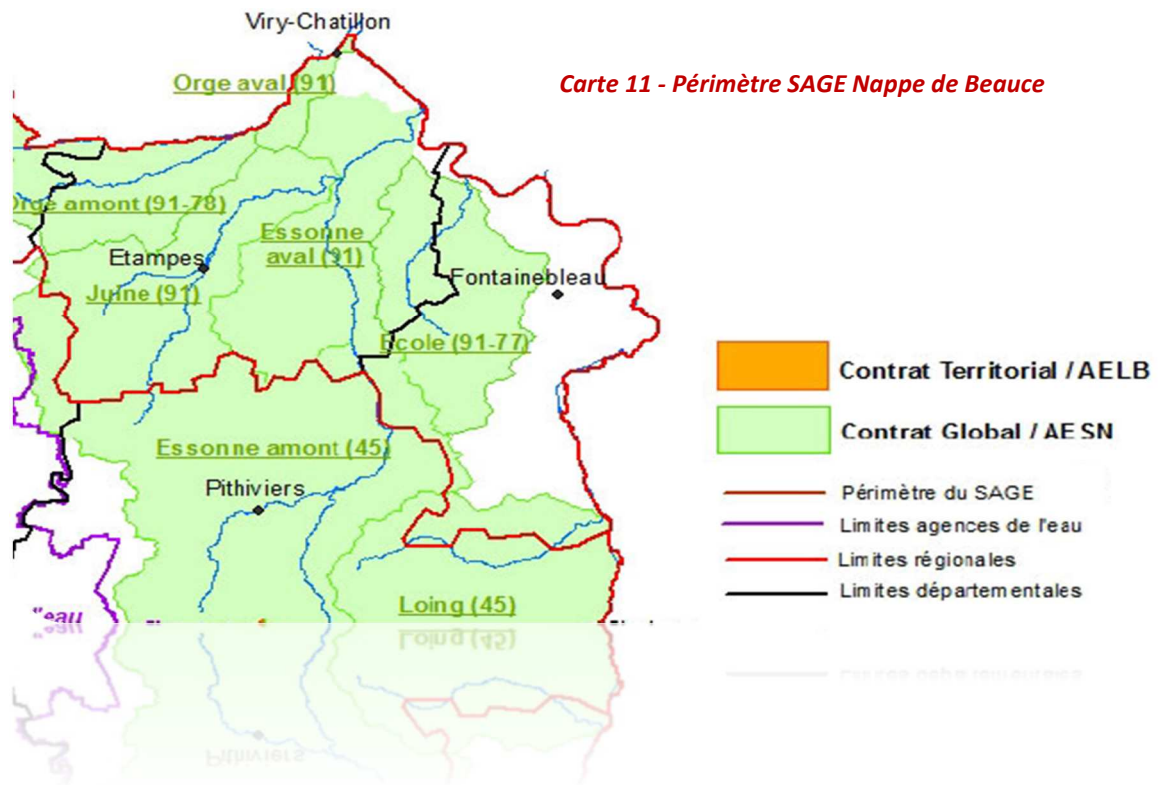 Viry-Chatillon
Orge aval (91)
Carte 11 - Périmètre SAGE Nappe de Beauce
Orge amont (91-78)
Essonne
aval (91)
Etampes
Juine (91)
Fontainebleau
Ecole (91-77)
Contrat Territorial / AELB
Contrat Global / AESN
Essonne amont (45)
Pithiviers
Périmètre du SAGE
Limites agences de l'eau
Limites régionales
Limites départementales
Loing (45)
"eau